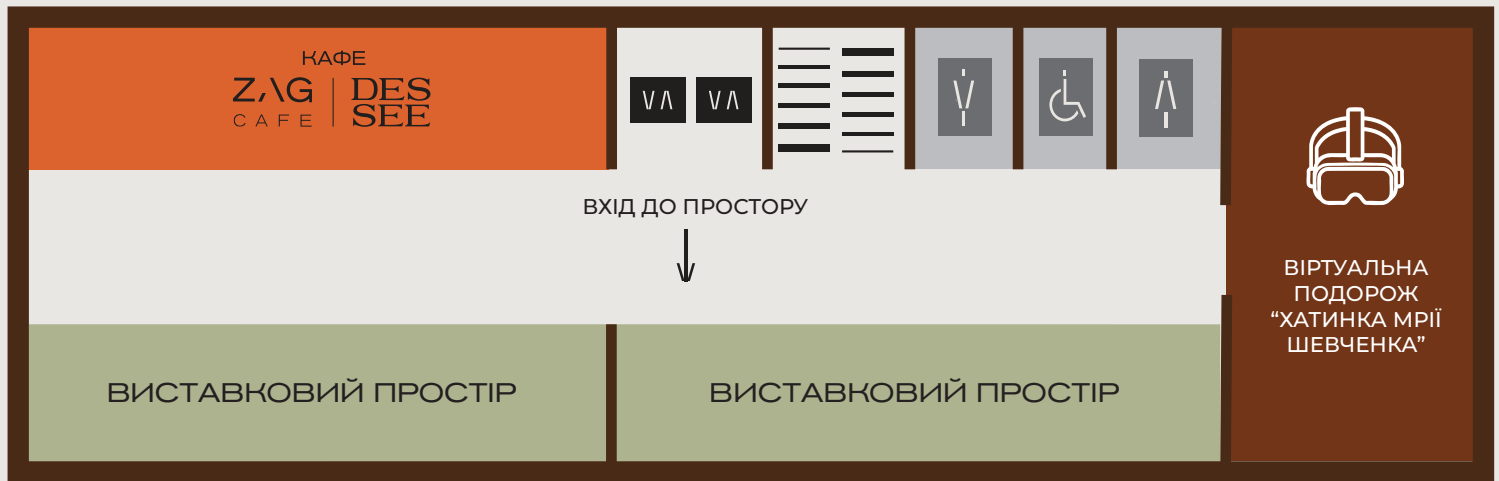 КАФЕ
ZAG
CAFE
DES
SEE
ВХІД ДО ПРОСТОРУ
ВІРТУАЛЬНА
ПОДОРОЖ
“ХАТИНКА МРІЇ
ШЕВЧЕНКА”
ВИСТАВКОВИЙ ПРОСТІР
ВИСТАВКОВИЙ ПРОСТІР